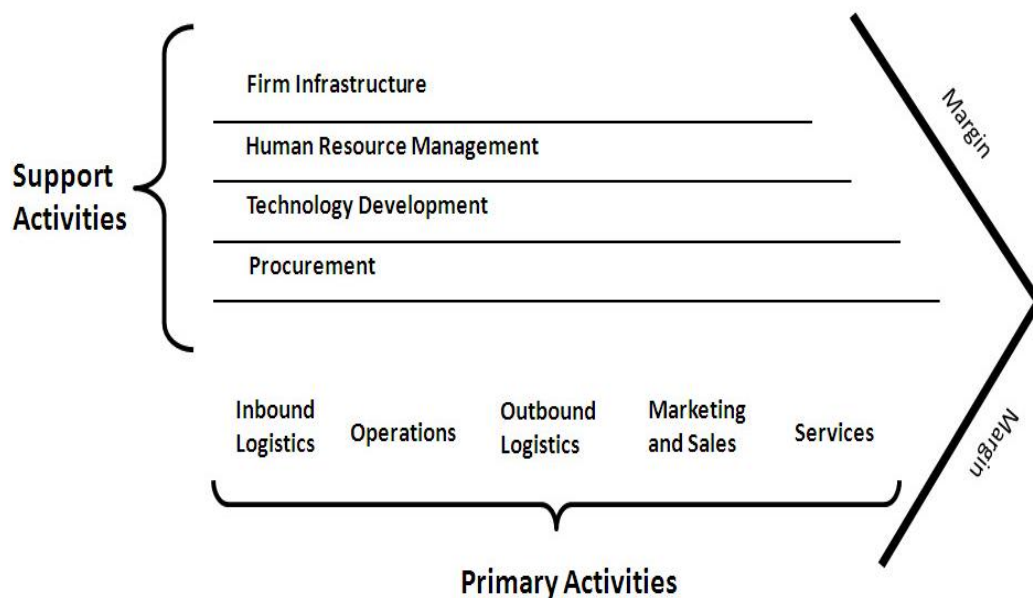 Firm Infrastructure
Human Resource Management
Technology Development
Procurement
Support
Activities
Margin
Margin
Inbound
Logistics
Operations
Outbound
Logistics
Marketing
and Sales
Services
Primary Activities